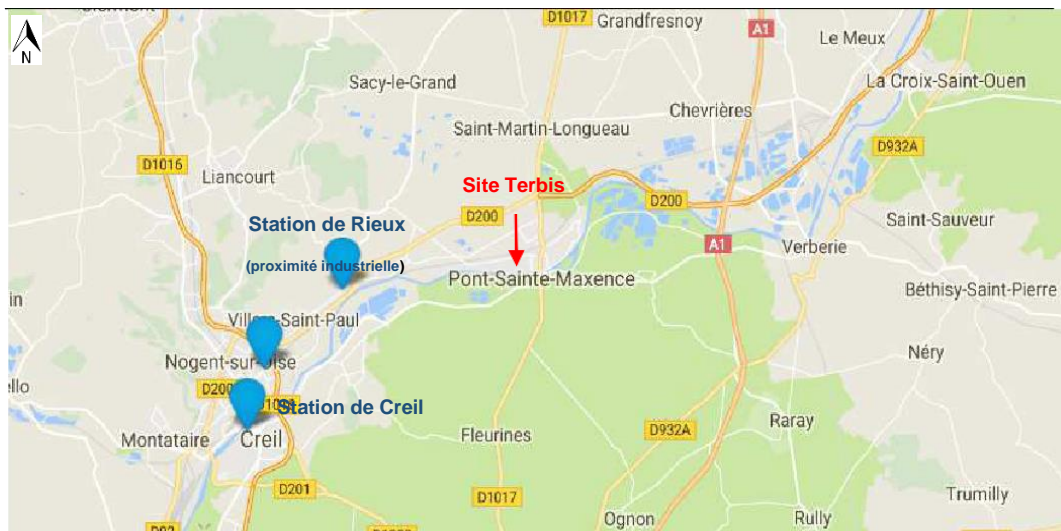 Clermont
D1017
Grandfresnoy
A1
Le Meux
N
Sacy-le-Grand
La Croix-Saint-Ouen
Chevrières
Saint-Martin-Longueau
D1016
D932A
Liancourt
Site Terbis
D200
D200
Station de Rieux
Saint-Sauveur
A1
Verberie
(proximité industrielle)
Pont-Sainte-Maxence
Béthisy-Saint-Pierre
in
Villers-Saint-Paul
Nogent-sur-Oise
Néry
ello
D200
Station de Creil
Montataire
Creil
Fleurines
D932A
Raray
D201
D1017
Trumilly
Ognon
Rully